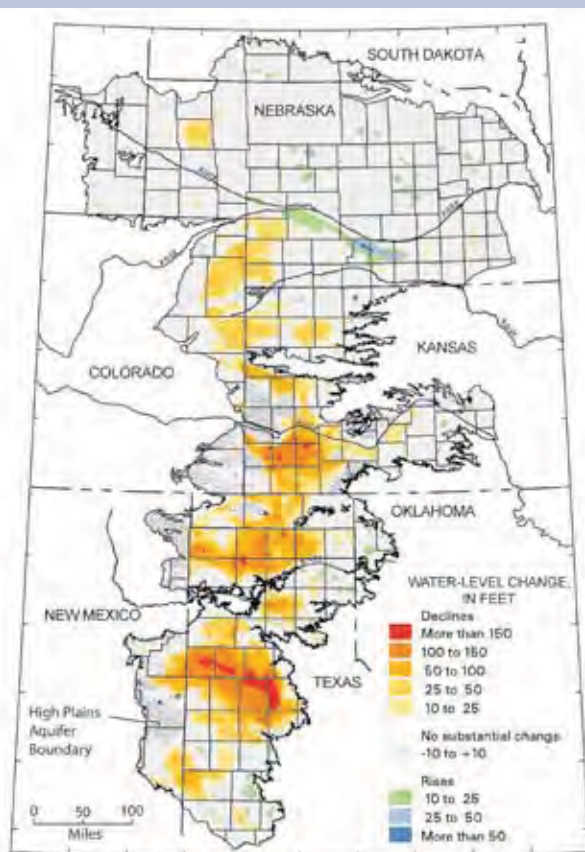 SOUTH DAKOTA
NEBRASKA
COLORADO
KANSAS
OKLAHOMA
NEW MEXICO
TEXAS
High Plains
Aquifer
Boundary
0 50 100
Miles
WATER-LEVEL CHANGE,
IN FEET
Declines
More than 150
100 to 150
50 to 100
25 to 50
10 to 25
No substantial change
-10 to +10
Rises
10 to 25
25 to 50
More than 50